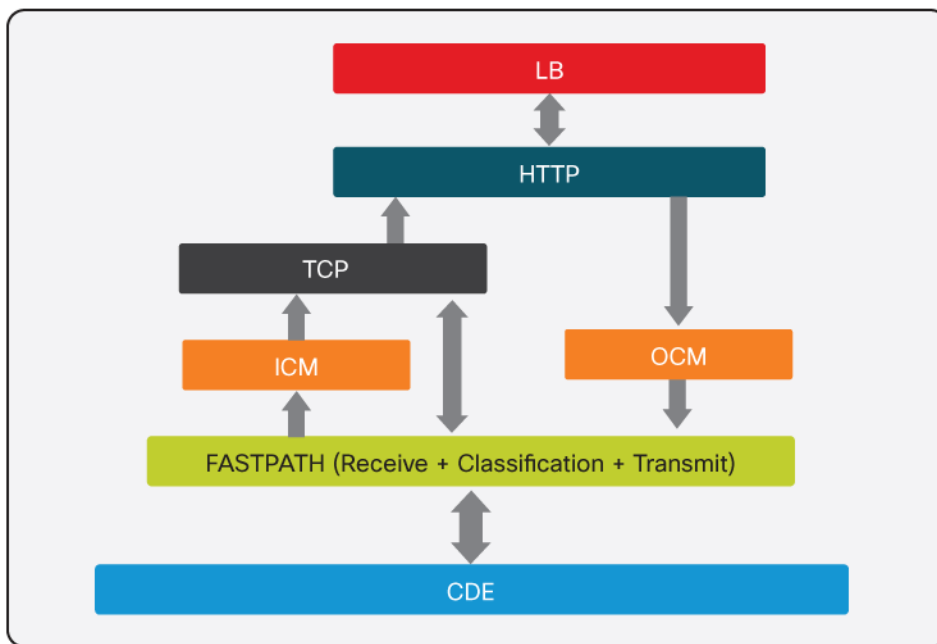 LB
HTTP
TCP
ICM
OCM
FASTPATH (Receive + Classification + Transmit)
CDE